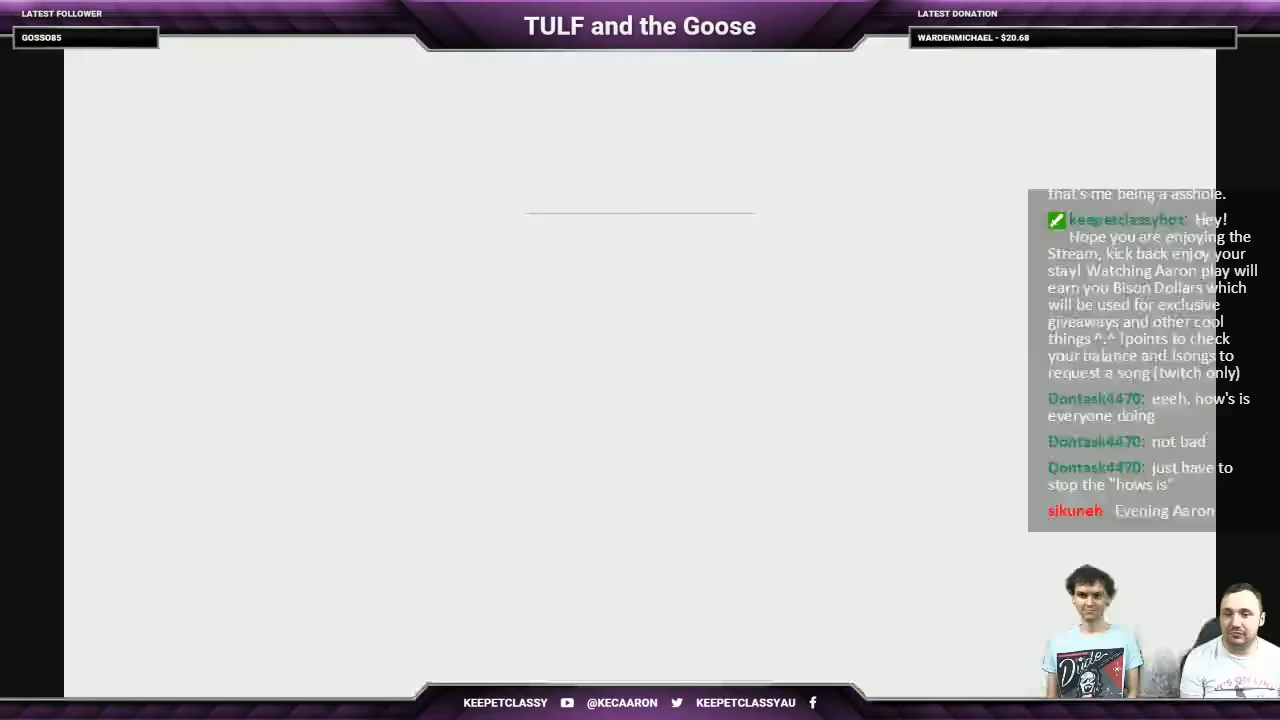 LATEST FOLLOWER
GOSSO85
TULF and the Goose
LATEST DONATION
WARDENMICHAEL - $20.68
that's me being a asshole.
keepetclassybot: Hey!
Hope you are enjoying the
Stream, kick back enjoy your
stay! Watching Aaron play will
earn you Bison Dollars which
will be used for exclusive
giveaways and other cool
things ^.^ !points to check
your balance and !songs to
request a song (twitch only)
Dontask4470: eeeh, how's is
everyone doing
Dontask4470: not bad
Dontask4470: just have to
stop the "hows is"
sikuneh Evening Aaron
Dude
IT'S ON LIKE
KEEPETCLASSY
@KECAARON
KEEPETCLASSYAU